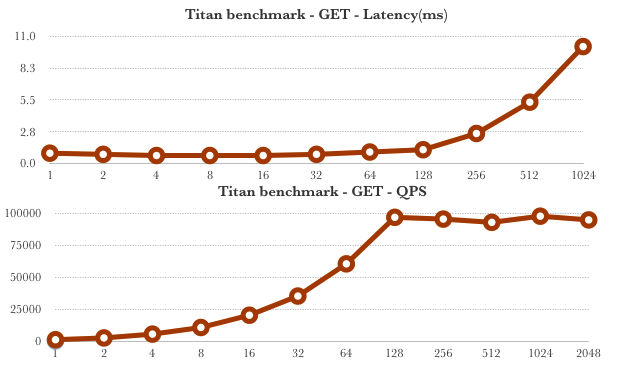 Titan benchmark - GET - Latency(ms)
11.0
8.3
5.5
2.8
0.0
1 2 4 8 16 32 64 128 256 512 1024
Titan benchmark - GET - QPS
100000
75000
50000
25000
0
1 2 4 8 16 32 64 128 256 512 1024 2048